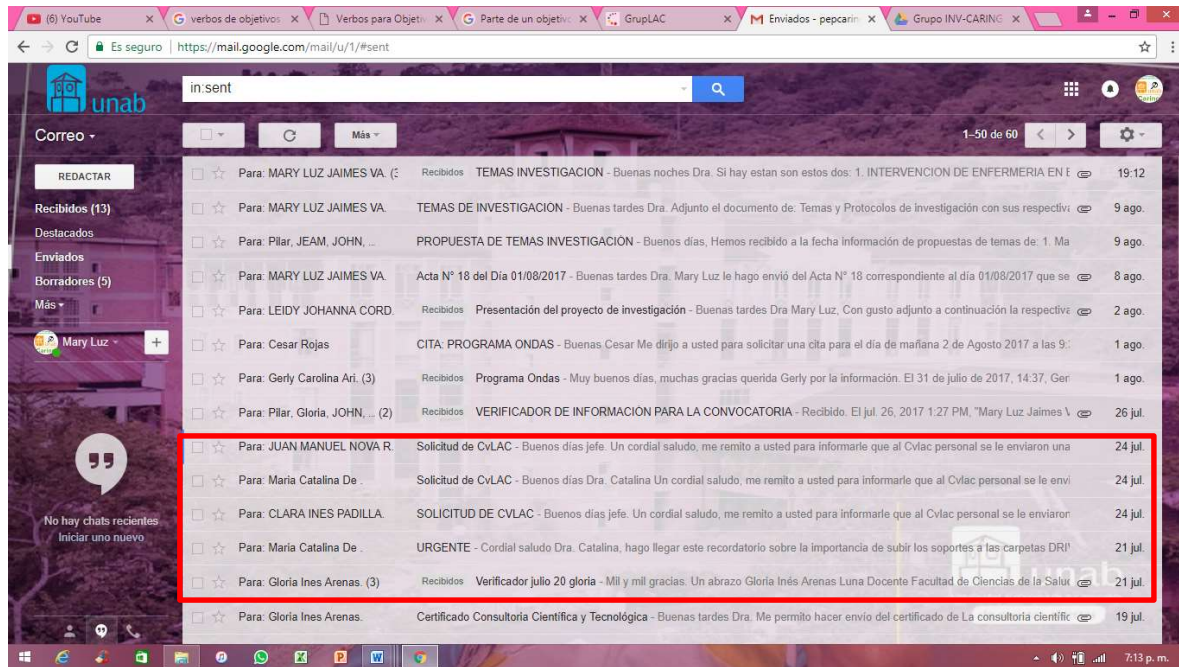 (6) YouTube
verbos de objetivos
Verbos para Objetiv
Parte de un objetivo
GrupLAC
Enviados - pepcarin
Grupo INV-CARING
Es seguro | https://mail.google.com/mail/u/1/#sent
unab
in:sent
Correo
Más
1–50 de 60
REDACTAR
Recibidos (13)
Destacados
Enviados
Borradores (5)
Más
Mary Luz
Para: MARY LUZ JAIMES VA. (3 Recibidos TEMAS INVESTIGACION - Buenas noches Dra. Si hay estan son estos dos: 1. INTERVENCIÓN DE ENFERMERIA EN E 19:12
Para: MARY LUZ JAIMES VA. TEMAS DE INVESTIGACIÓN - Buenas tardes Dra. Adjunto el documento de: Temas y Protocolos de investigación con sus respectiva 9 ago.
Para: Pilar, JEAM, JOHN, ... PROPUESTA DE TEMAS INVESTIGACIÓN - Buenos días, Hemos recibido a la fecha información de propuestas de temas de: 1. Ma 9 ago.
Para: MARY LUZ JAIMES VA. Acta N° 18 del Día 01/08/2017 - Buenas tardes Dra. Mary Luz le hago envió del Acta N° 18 correspondiente al día 01/08/2017 que se 8 ago.
Para: LEIDY JOHANNA CORD. Recibidos Presentación del proyecto de investigación - Buenas tardes Dra Mary Luz, Con gusto adjunto a continuación la respectiva 2 ago.
Para: Cesar Rojas CITA: PROGRAMA ONDAS - Buenas Cesar Me dirijo a usted para solicitar una cita para el día de mañana 2 de Agosto 2017 a las 9: 1 ago.
Para: Gerly Carolina Ari. (3) Recibidos Programa Ondas - Muy buenos días, muchas gracias querida Gerly por la información. El 31 de julio de 2017, 14:37, Ger 1 ago.
Para: Pilar, Gloria, JOHN, ... (2) Recibidos VERIFICADOR DE INFORMACIÓN PARA LA CONVOCATORIA - Recibido. El jul. 26, 2017 1:27 PM, "Mary Luz Jaimes V 26 jul.
Para: JUAN MANUEL NOVA R. Solicitud de CvLAC - Buenos días jefe. Un cordial saludo, me remito a usted para informarle que al Cvlac personal se le enviaron una 24 jul.
Para: Maria Catalina De . Solicitud de CvLAC - Buenos días Dra. Catalina Un cordial saludo, me remito a usted para informarle que al Cvlac personal se le envi 24 jul.
Para: CLARA INES PADILLA. SOLICITUD DE CVLAC - Buenos días jefe. Un cordial saludo, me remito a usted para informarle que al Cvlac personal se le enviaron 24 jul.
Para: Maria Catalina De . URGENTE - Cordial saludo Dra. Catalina, hago llegar este recordatorio sobre la importancia de subir los soportes a las carpetas DRI 21 jul.
Para: Gloria Ines Arenas. (3) Recibidos Verificador julio 20 gloria - Mil y mil gracias. Un abrazo Gloria Inés Arenas Luna Docente Facultad de Ciencias de la Salud 21 jul.
Para: Gloria Ines Arenas. Certificado Consultoria Científica y Tecnológica - Buenas tardes Dra. Me permito hacer envío del certificado de La consultoria científic 19 jul.
No hay chats recientes
Iniciar uno nuevo
unab
7:13 p. m.